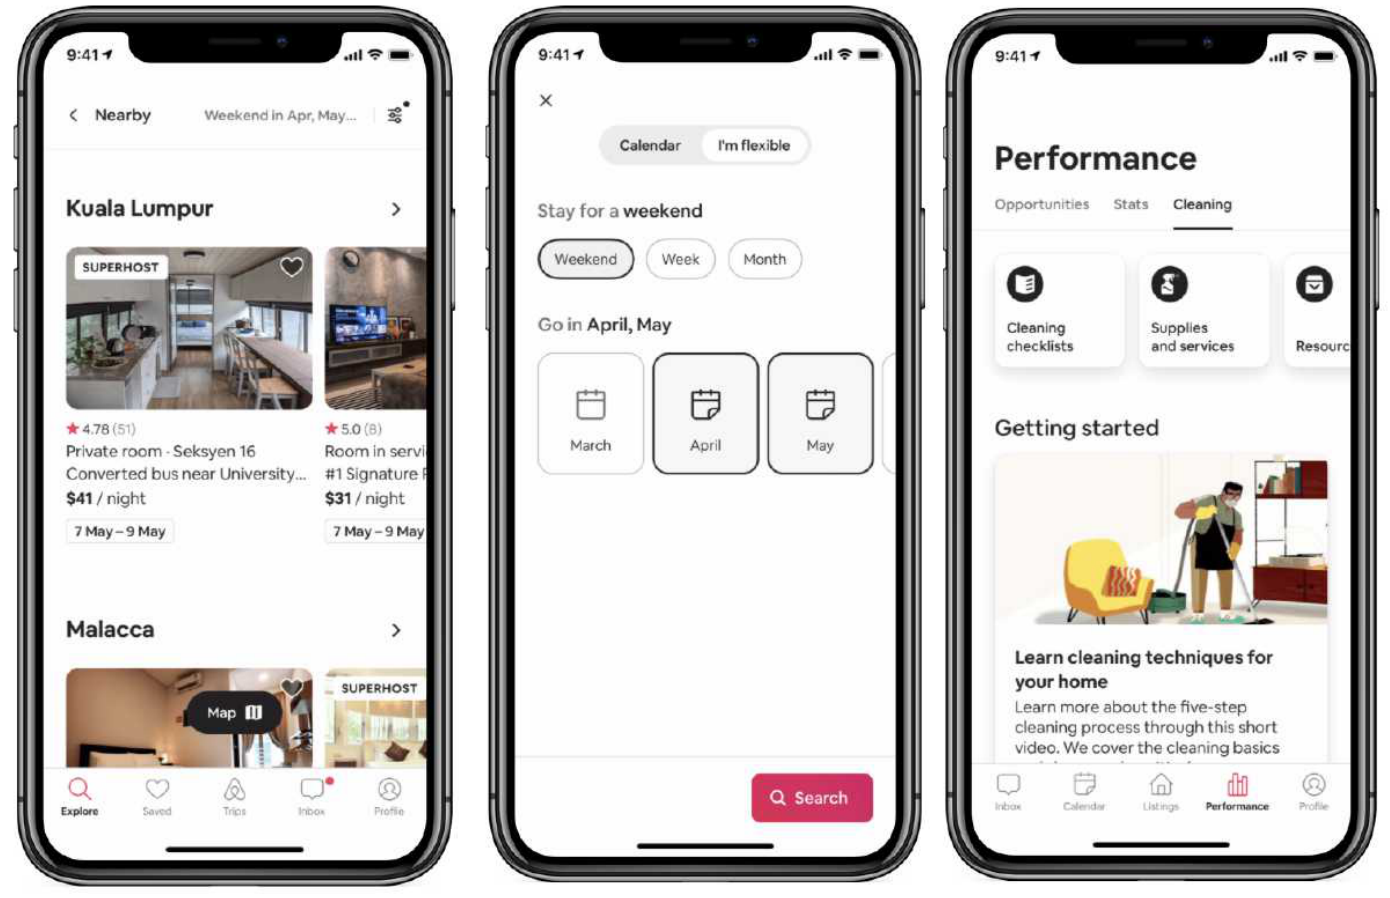 9:41
Nearby
Weekend in Apr, May...
Kuala Lumpur
SUPERHOST
4.78 (51)
Private room · Seksyen 16
Converted bus near University...
$41 / night
7 May – 9 May
5.0 (8)
Room in servi
#1 Signature
$31 / night
7 May – 9 May
Malacca
SUPERHOST
Map
Explore
Saved
Trips
Inbox
Profile
9:41
Calendar
I'm flexible
Stay for a weekend
Weekend
Week
Month
Go in April, May
March
April
May
Search
9:41
Performance
Opportunities
Stats
Cleaning
Cleaning
checklists
Supplies
and services
Resourc
Getting started
Learn cleaning techniques for
your home
Learn more about the five-step
cleaning process through this short
video. We cover the cleaning basics
Inbox
Calendar
Listings
Performance
Profile